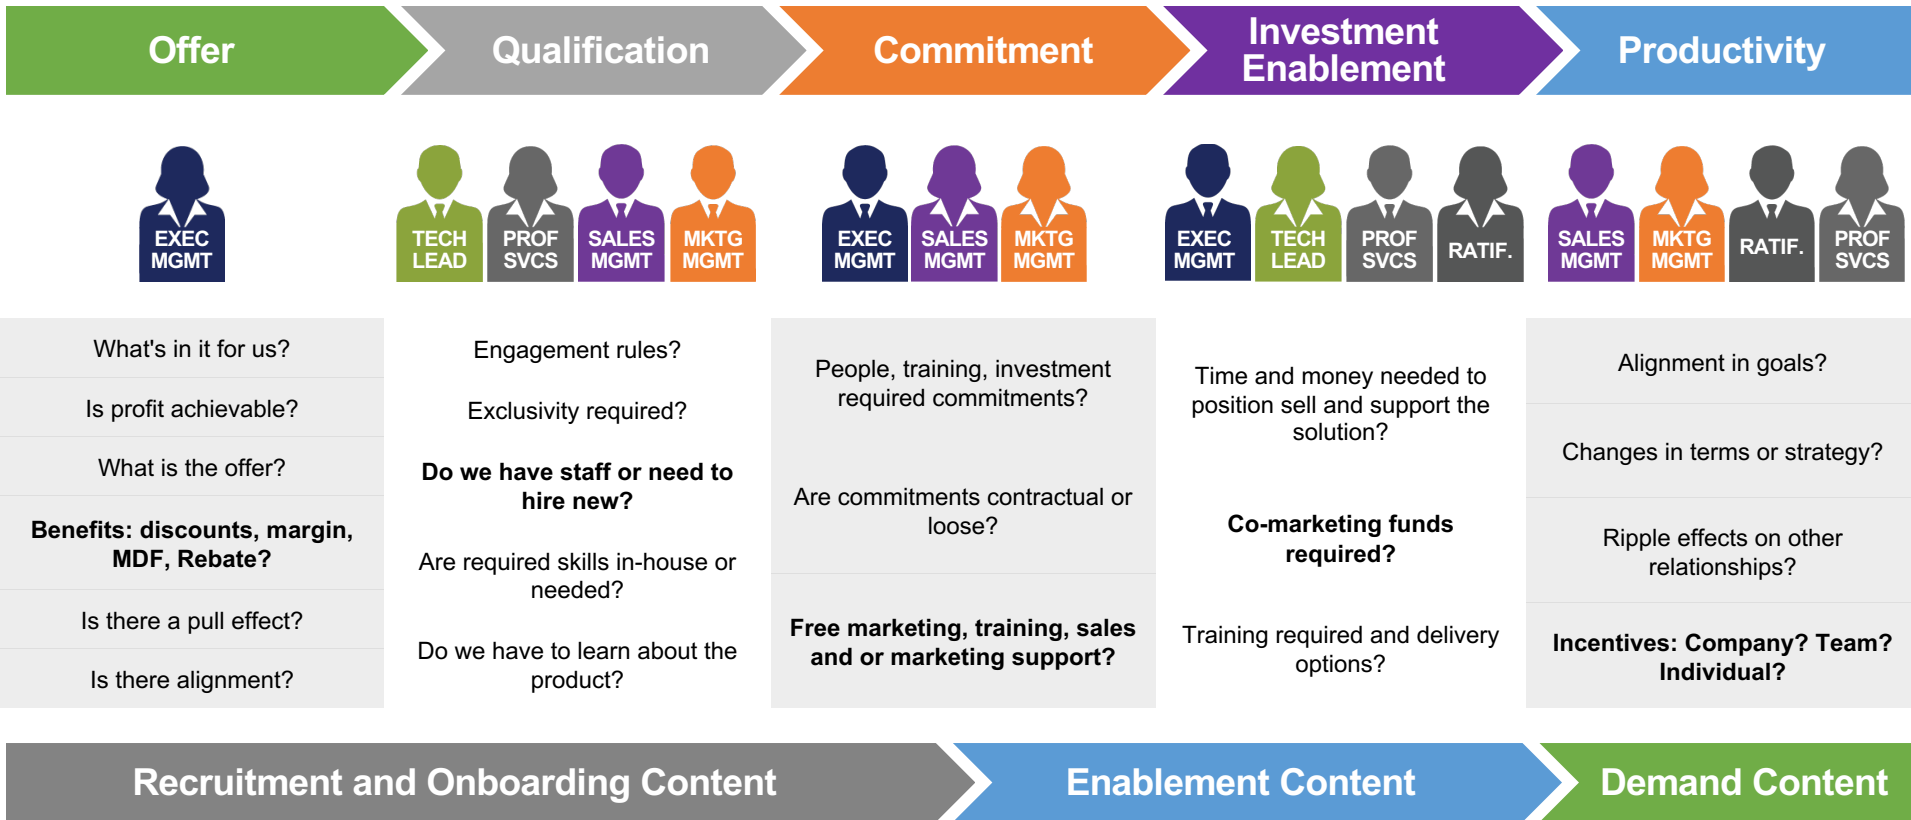 Offer
Qualification
Commitment
Investment
Enablement
Productivity
EXEC
MGMT
TECH
LEAD
PROF
SVCS
SALES
MGMT
MKTG
MGMT
EXEC
MGMT
SALES
MGMT
MKTG
MGMT
EXEC
MGMT
TECH
LEAD
PROF
SVCS
RATIF.
SALES
MGMT
MKTG
MGMT
RATIF.
PROF
SVCS
What's in it for us?
Is profit achievable?
What is the offer?
Benefits: discounts, margin,
MDF, Rebate?
Is there a pull effect?
Is there alignment?
Engagement rules?
Exclusivity required?
Do we have staff or need to
hire new?
Are required skills in-house or
needed?
Do we have to learn about the
product?
People, training, investment
required commitments?
Are commitments contractual or
loose?
Free marketing, training, sales
and or marketing support?
Time and money needed to
position sell and support the
solution?
Co-marketing funds
required?
Training required and delivery
options?
Alignment in goals?
Changes in terms or strategy?
Ripple effects on other
relationships?
Incentives: Company? Team?
Individual?
Recruitment and Onboarding Content
Enablement Content
Demand Content